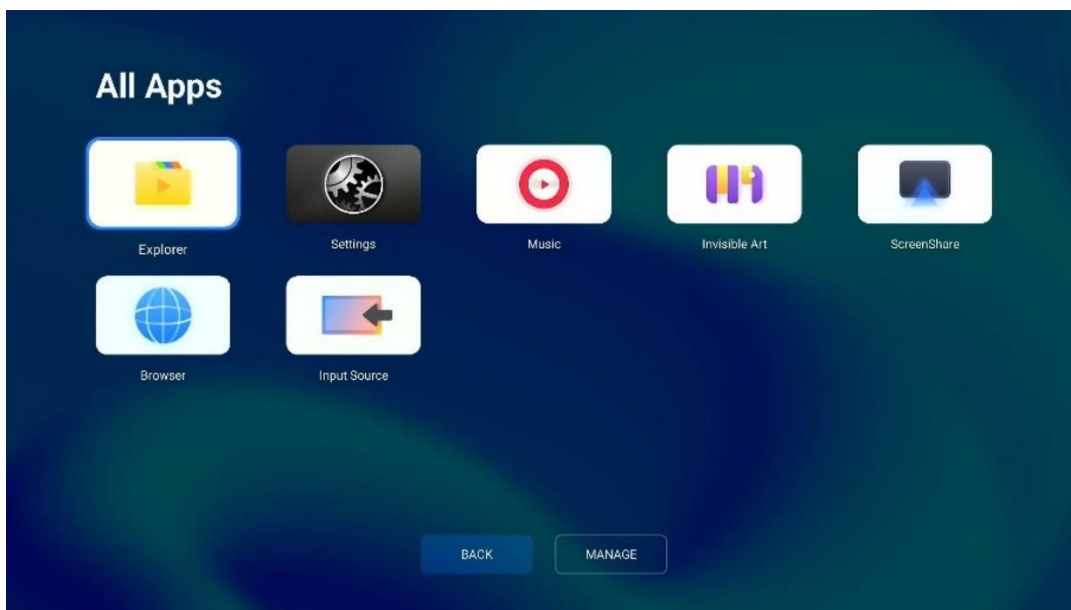 All Apps
Explorer
Settings
Music
Invisible Art
ScreenShare
Browser
Input Source
BACK
MANAGE